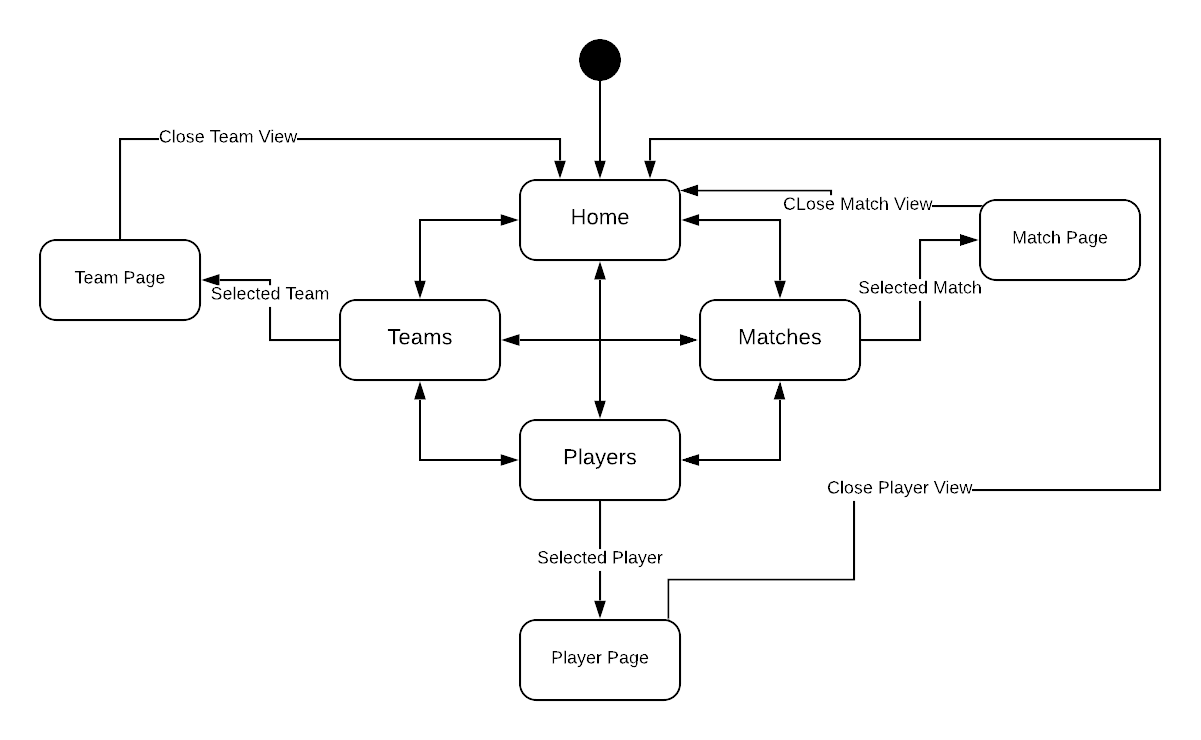 Close Team View
Home
CLose Match View
Match Page
Team Page
Selected Team
Selected Match
Teams
Matches
Players
Close Player View
Selected Player
Player Page